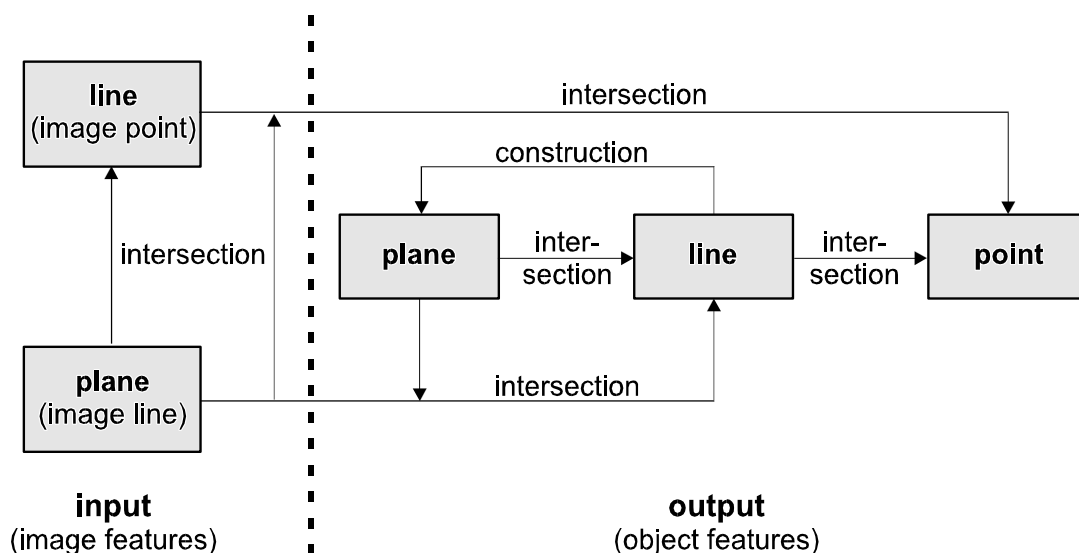 line
(image point)
intersection
plane
(image line)
input
(image features)
intersection
construction
plane
inter-
section
line
inter-
section
point
intersection
output
(object features)